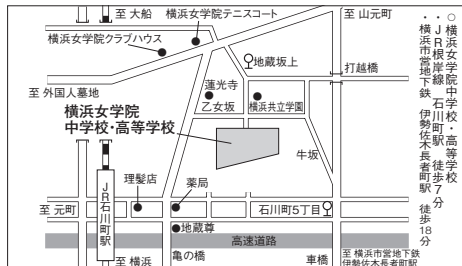 至 大船
横浜女学院テニスコート
至 山元町
横浜女学院クラブハウス
地蔵坂上
打越橋
至 外国人墓地
蓮光寺
乙女坂
横浜共立学園
横浜女学院
中学校・高等学校
牛坂
理髪店
薬局
至 元町
石川町5丁目
JR石川町駅
地蔵尊
高速道路
至 横浜
亀の橋
車橋
至 横浜市営地下鉄
伊勢佐木長者町駅
○横浜女学院中学校・高等学校
・JR根岸線 石川町駅 徒歩7分
・横浜市営地下鉄 伊勢佐木長者町駅 徒歩18分